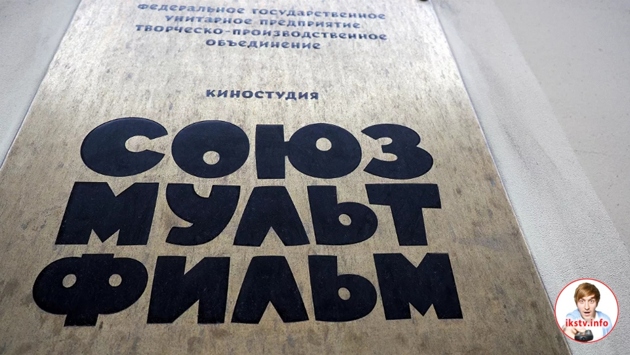 ФЕДЕРАЛЬНОЕ ГОСУДАРСТВЕННОЕ
УНИТАРНОЕ ПРЕДПРИЯТИЕ
ТВОРЧЕСКО-ПРОИЗВОДСТВЕННОЕ
ОБЪЕДИНЕНИЕ
КИНОСТУДИЯ
СОЮЗ
МУЛЬТ
ФИЛЬМ
ikstv.info